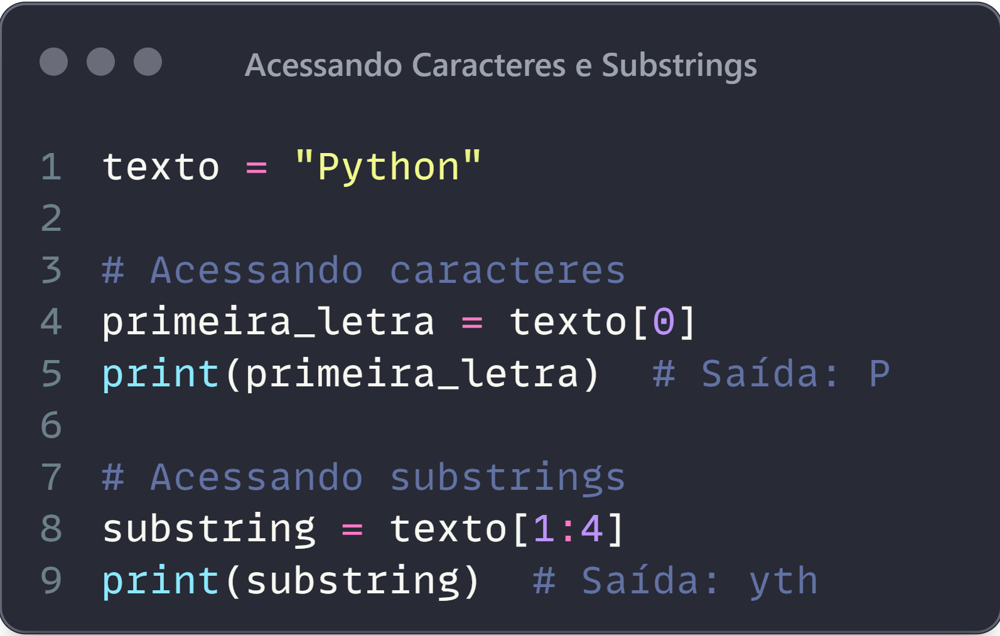 Acessando Caracteres e Substrings
1 texto = "Python"
2
3 # Acessando caracteres
4 primeira_letra = texto[0]
5 print(primeira_letra)  # Saída: P
6
7 # Acessando substrings
8 substring = texto[1:4]
9 print(substring)  # Saída: yth